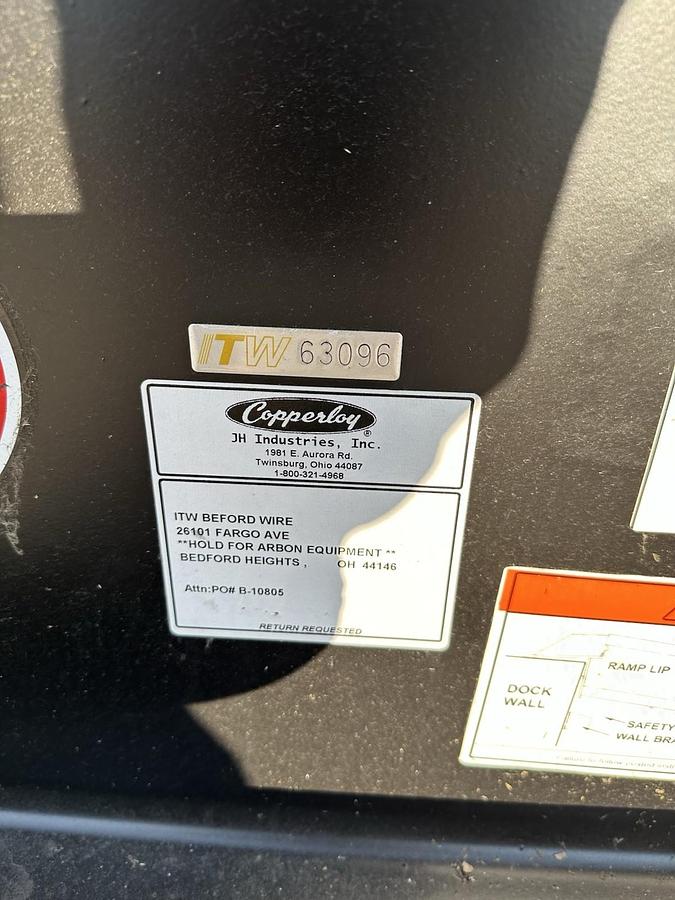 ITW 63096
Copperloy®
JH Industries, Inc.
1981 E. Aurora Rd.
Twinsburg, Ohio 44087
1-800-321-4968
ITW BEFORD WIRE
26101 FARGO AVE
**HOLD FOR ARBON EQUIPMENT **
BEDFORD HEIGHTS , OH 44146
Attn:PO# B-10805
RETURN REQUESTED
RAMP LIP
DOCK
WALL
SAFETY
WALL BRA